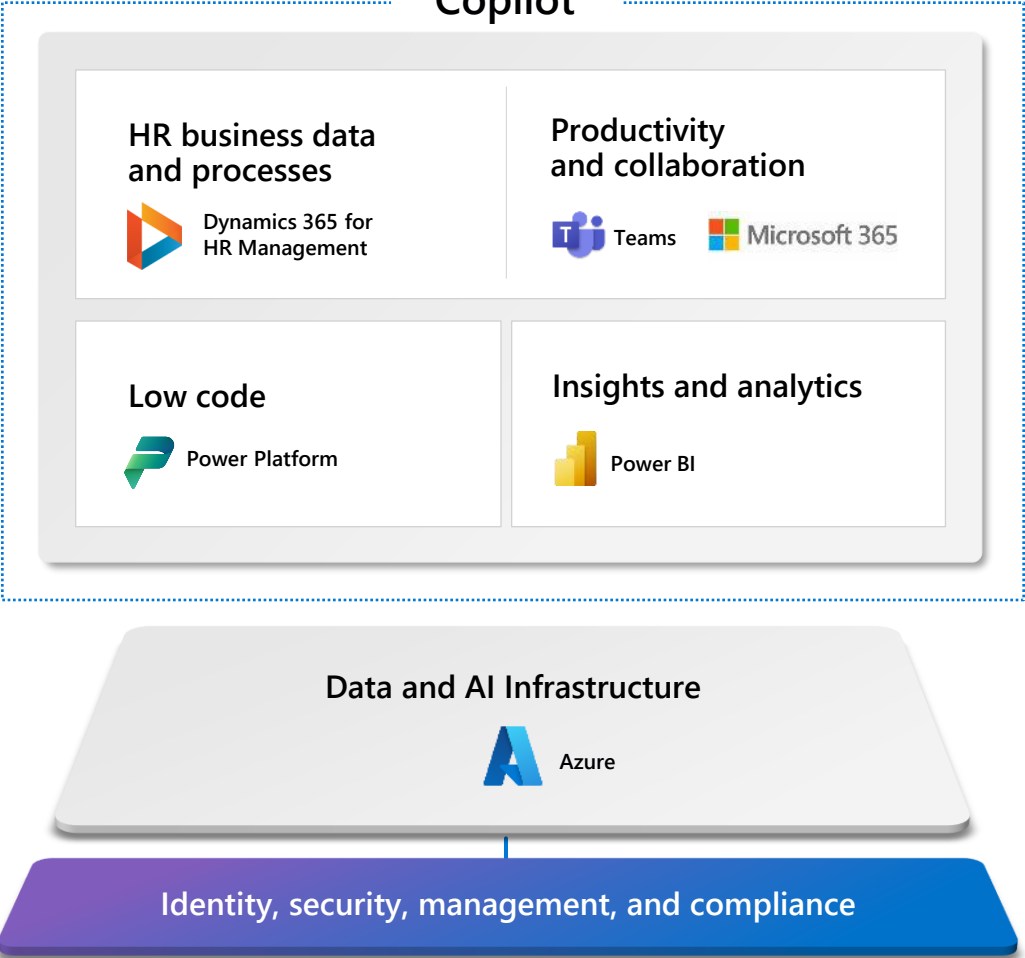 Copilot
HR business data
and processes
Dynamics 365 for
HR Management
Productivity
and collaboration
T
Teams
Microsoft 365
Low code
Power Platform
Insights and analytics
Power BI
Data and AI Infrastructure
Azure
Identity, security, management, and compliance